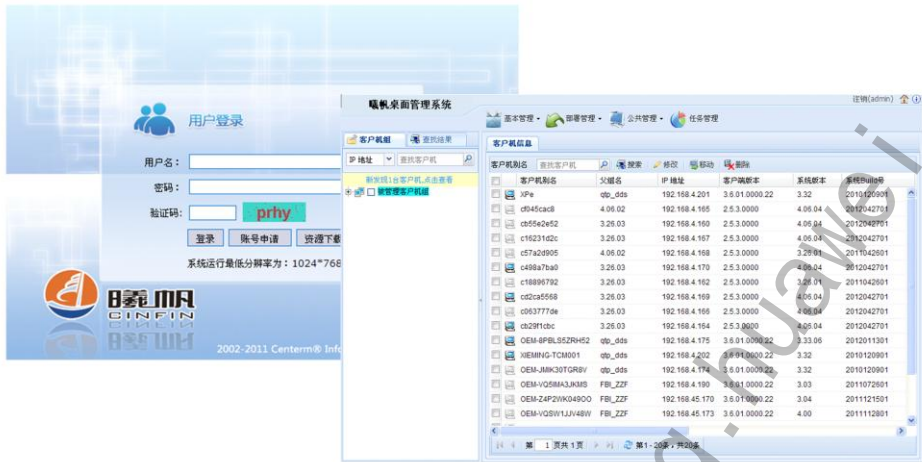 用户登录
用户名：
密码：
验证码:
prhy
登录 账号申请 资源下载
系统运行最低分辨率为：1024*768
曦帆
CINFIN
2002-2011 Centerm® Info
曦帆桌面管理系统
注销(admin)
基本管理 部署管理 公共管理 任务管理
客户机组 查找结果
IP 地址 查找客户机
新发现1台客户机,点击查看
被管理客户机组
客户机信息
客户机别名 查找客户机 搜索 修改 移动 删除
客户机别名 父组名 IP 地址 客户端版本 系统版本 系统Build号
XPe qtp_dds 192.168.4.201 3.6.01.0000.22 3.32 2010120901
cf045cac8 4.06.02 192.168.4.165 2.5.3.0000 4.06.04 2012042701
cb55e2e52 3.26.03 192.168.4.160 2.5.3.0000 4.06.04 2012042701
c16231d2c 3.26.03 192.168.4.167 2.5.3.0000 4.06.04 2012042701
c57a2d905 4.06.02 192.168.4.168 2.5.3.0000 3.26.01 2011042601
c498a7ba0 3.26.03 192.168.4.170 2.5.3.0000 4.06.04 2012042701
c18896792 3.26.03 192.168.4.162 2.5.3.0000 3.26.01 2011042601
cd2ca5568 3.26.03 192.168.4.169 2.5.3.0000 4.06.04 2012042701
c063777de 3.26.03 192.168.4.166 2.5.3.0000 4.06.04 2012042701
cb29f1cbc 3.26.03 192.168.4.164 2.5.3.0000 4.06.04 2012042701
OEM-8PBLS5ZRH52 qtp_dds 192.168.4.175 3.6.01.0000.22 3.33.06 2012011301
XIEMING-TCM001 qtp_dds 192.168.4.202 3.6.01.0000.22 3.32 2010120901
OEM-JMIK30TGR8V qtp_dds 192.168.4.174 3.6.01.0000.22 3.32 2010120901
OEM-VQ5IMA3JKMS FBI_ZZF 192.168.4.190 3.6.01.0000.22 3.03 2011072601
OEM-Z4P2WK049OO FBI_ZZF 192.168.45.170 3.6.01.0000.22 3.04 2011121501
OEM-VQSW1JJV48W FBI_ZZF 192.168.45.173 3.6.01.0000.22 4.00 2011112801
第 1 页共 1 页 第1 - 20条，共20条
g.huawei